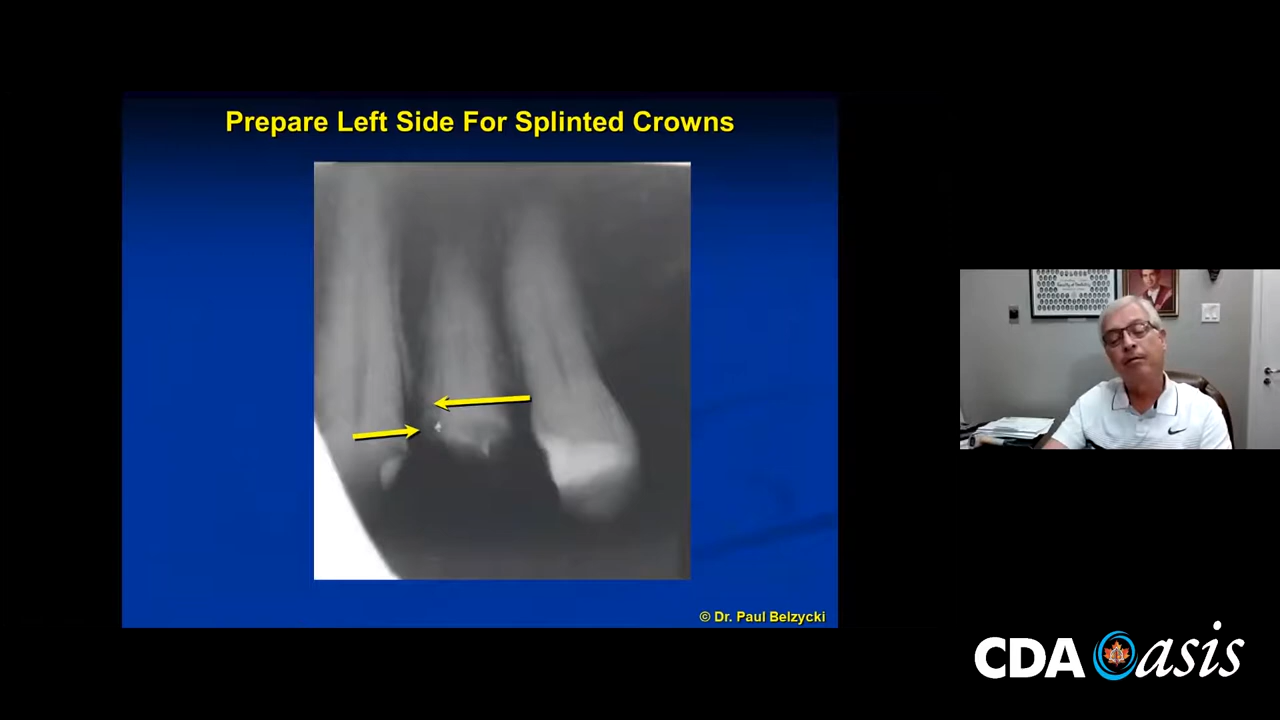 Prepare Left Side For Splinted Crowns
© Dr. Paul Belzycki
CDA Oasis